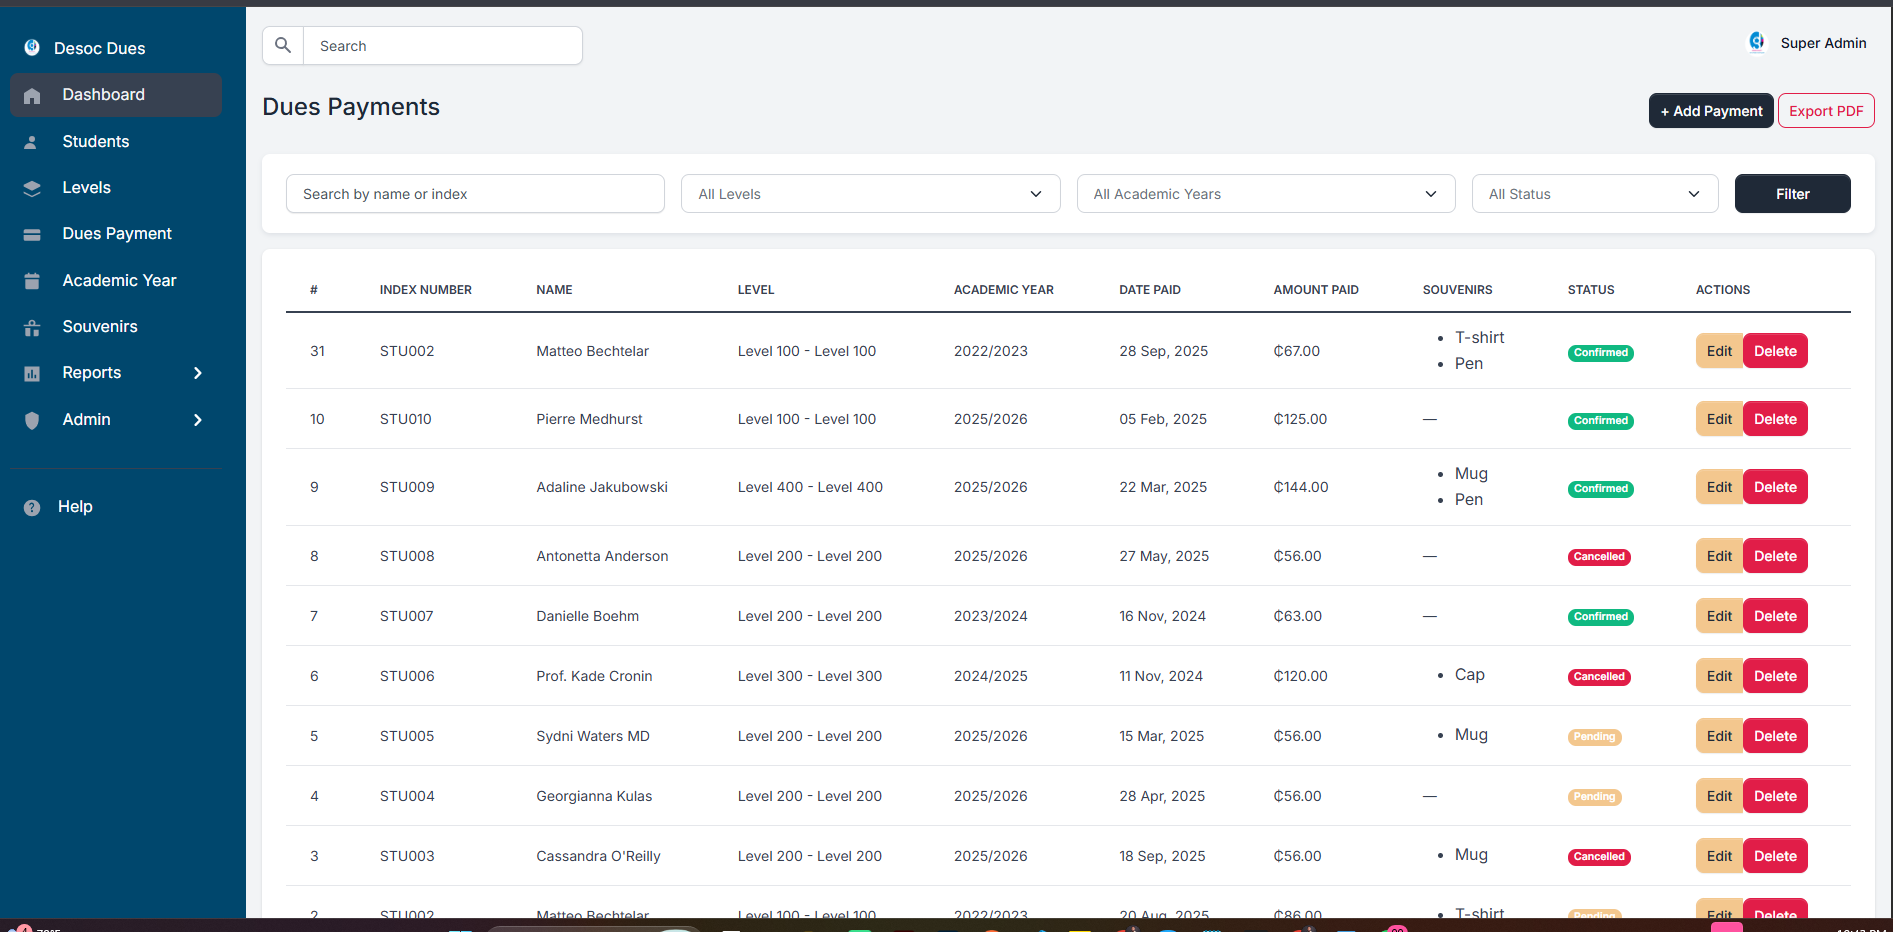 Desoc Dues
Dashboard
Students
Levels
Dues Payment
Academic Year
Souvenirs
Reports
Admin
Help
Search
Super Admin
Dues Payments
+ Add Payment Export PDF
Search by name or index All Levels All Academic Years All Status Filter
# INDEX NUMBER NAME LEVEL ACADEMIC YEAR DATE PAID AMOUNT PAID SOUVENIRS STATUS ACTIONS
31 STU002 Matteo Bechtelar Level 100 - Level 100 2022/2023 28 Sep, 2025 ₵67.00 • T-shirt Confirmed Edit Delete
• Pen
10 STU010 Pierre Medhurst Level 100 - Level 100 2025/2026 05 Feb, 2025 ₵125.00 — Confirmed Edit Delete
9 STU009 Adaline Jakubowski Level 400 - Level 400 2025/2026 22 Mar, 2025 ₵144.00 • Mug Confirmed Edit Delete
• Pen
8 STU008 Antonetta Anderson Level 200 - Level 200 2025/2026 27 May, 2025 ₵56.00 — Cancelled Edit Delete
7 STU007 Danielle Boehm Level 200 - Level 200 2023/2024 16 Nov, 2024 ₵63.00 — Confirmed Edit Delete
6 STU006 Prof. Kade Cronin Level 300 - Level 300 2024/2025 11 Nov, 2024 ₵120.00 • Cap Cancelled Edit Delete
5 STU005 Sydni Waters MD Level 200 - Level 200 2025/2026 15 Mar, 2025 ₵56.00 • Mug Pending Edit Delete
4 STU004 Georgianna Kulas Level 200 - Level 200 2025/2026 28 Apr, 2025 ₵56.00 — Pending Edit Delete
3 STU003 Cassandra O'Reilly Level 200 - Level 200 2025/2026 18 Sep, 2025 ₵56.00 • Mug Cancelled Edit Delete
2 STU002 Matteo Bechtelar Level 100 - Level 100 2022/2023 20 Aug, 2025 ₵86.00 • T-shirt Pending Edit Delete